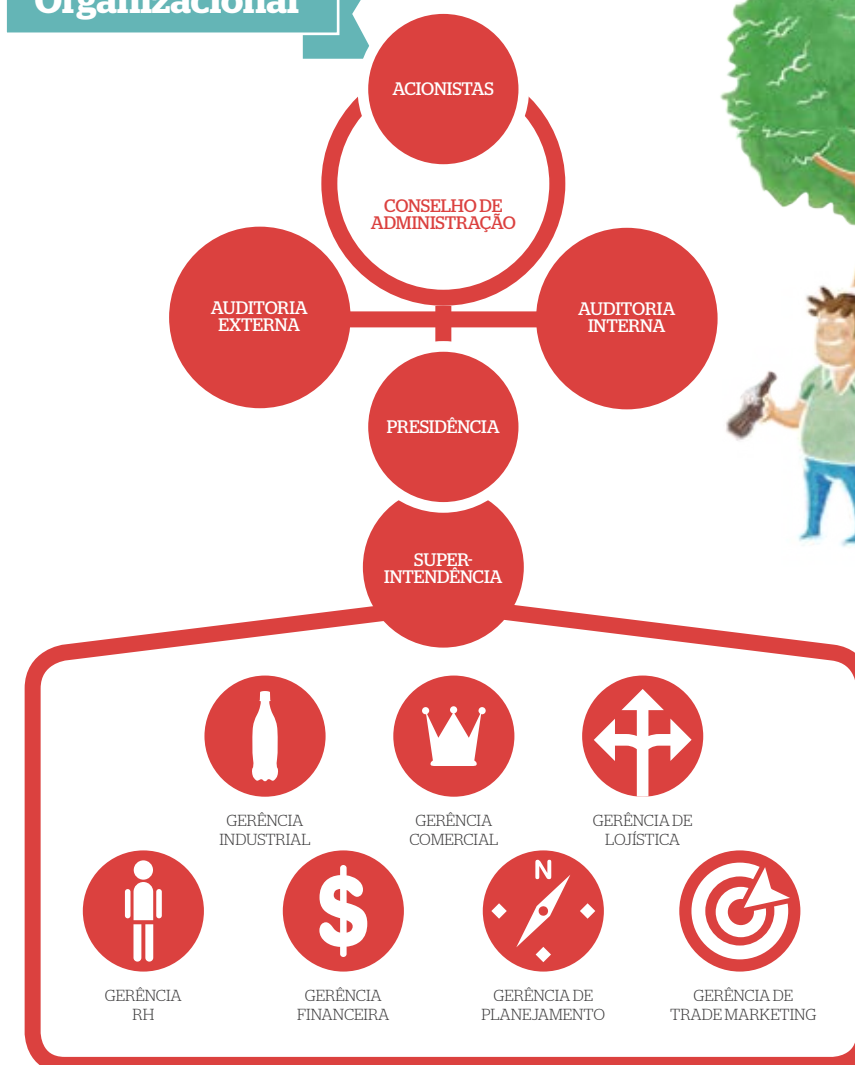 Organizacional
ACIONISTAS
CONSELHO DE
ADMINISTRAÇÃO
AUDITORIA
EXTERNA
AUDITORIA
INTERNA
PRESIDÊNCIA
SUPER-
INTENDÊNCIA
GERÊNCIA
INDUSTRIAL
GERÊNCIA
COMERCIAL
GERÊNCIA DE
LOJÍSTICA
N
$
GERÊNCIA
RH
GERÊNCIA
FINANCEIRA
GERÊNCIA DE
PLANEJAMENTO
GERÊNCIA DE
TRADE MARKETING